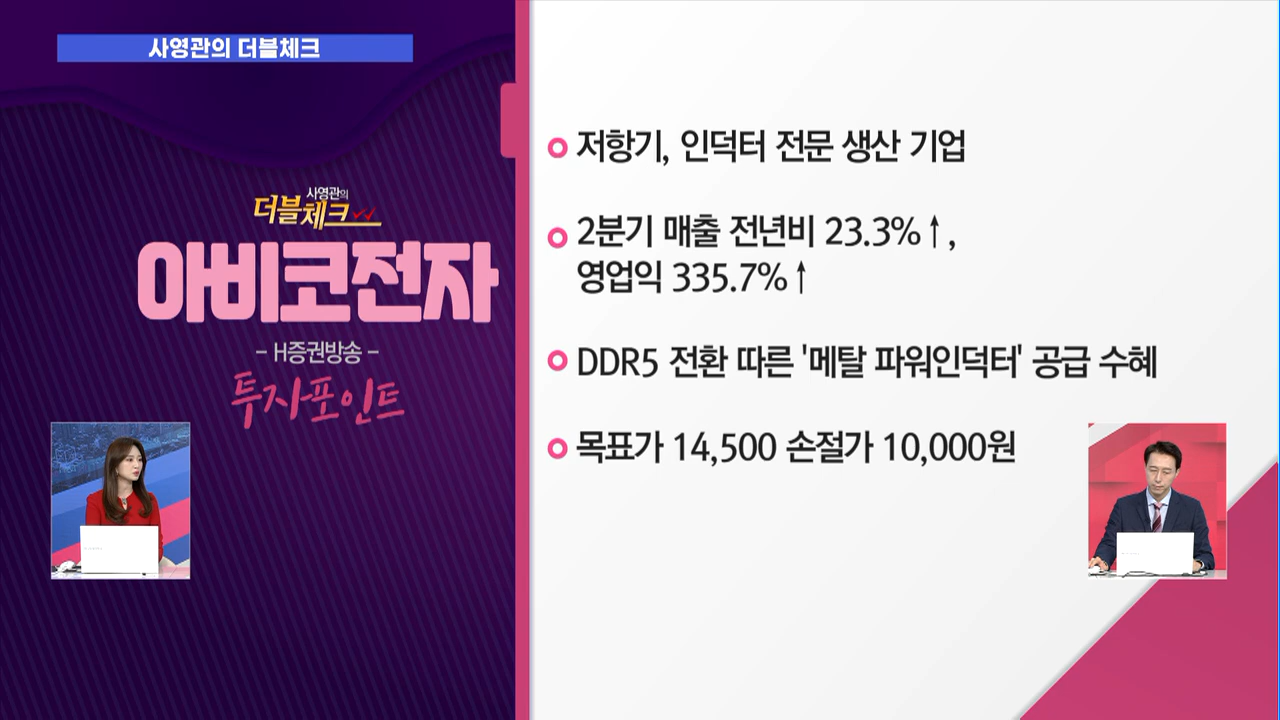 사영관의 더블체크
사영관의
더블체크
아비코전자
- H증권방송 -
투자포인트
저항기, 인덕터 전문 생산 기업
2분기 매출 전년비 23.3%↑,
영업익 335.7%↑
DDR5 전환 따른 '메탈 파워인덕터' 공급 수혜
목표가 14,500 손절가 10,000원